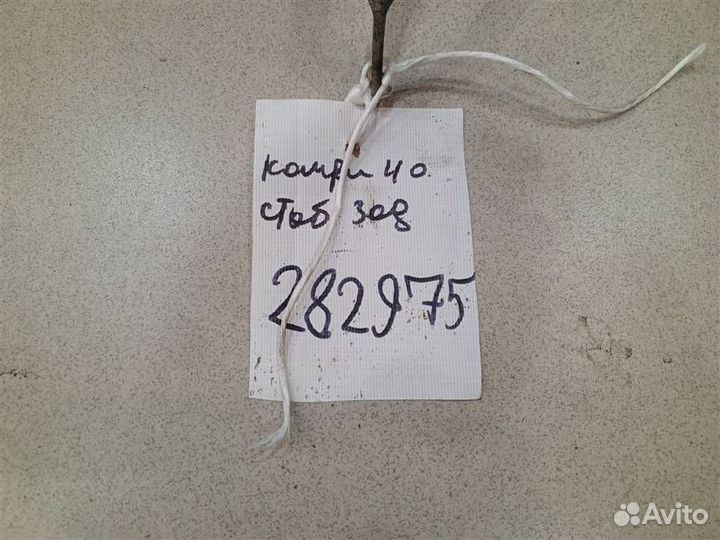 Камри 40.
стаб зад
282975
Avito